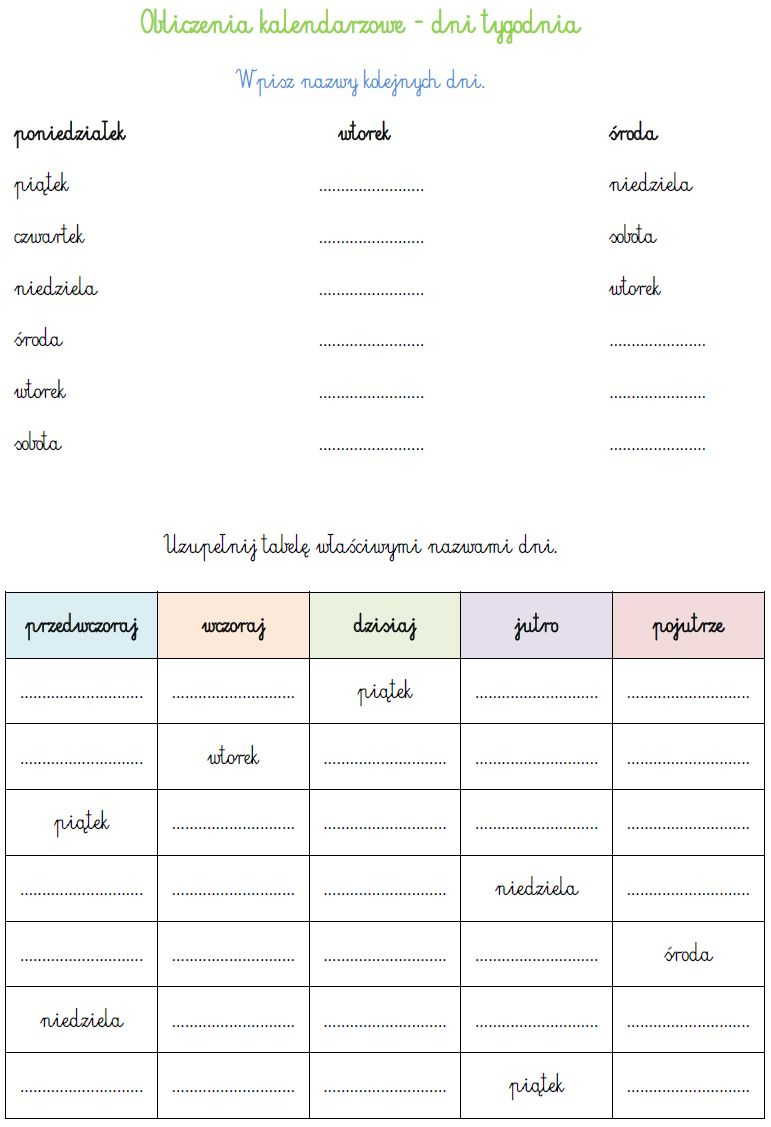 Obliczenia kalendarzowe - dni tygodnia
Wpisz nazwy kolejnych dni.
poniedziałek wtorek środa
piątek ........................ niedziela
czwartek ........................ sobota
niedziela ........................ wtorek
środa ........................ ......................
wtorek ........................ ......................
sobota ........................ ......................
Uzupełnij tabelę właściwymi nazwami dni.
przedwczoraj wczoraj dzisiaj jutro pojutrze
............................ ............................ piątek ............................ ............................
............................ wtorek ............................ ............................ ............................
piątek ............................ ............................ ............................ ............................
............................ ............................ ............................ niedziela ............................
............................ ............................ ............................ ............................ środa
niedziela ............................ ............................ ............................ ............................
............................ ............................ ............................ piątek ............................